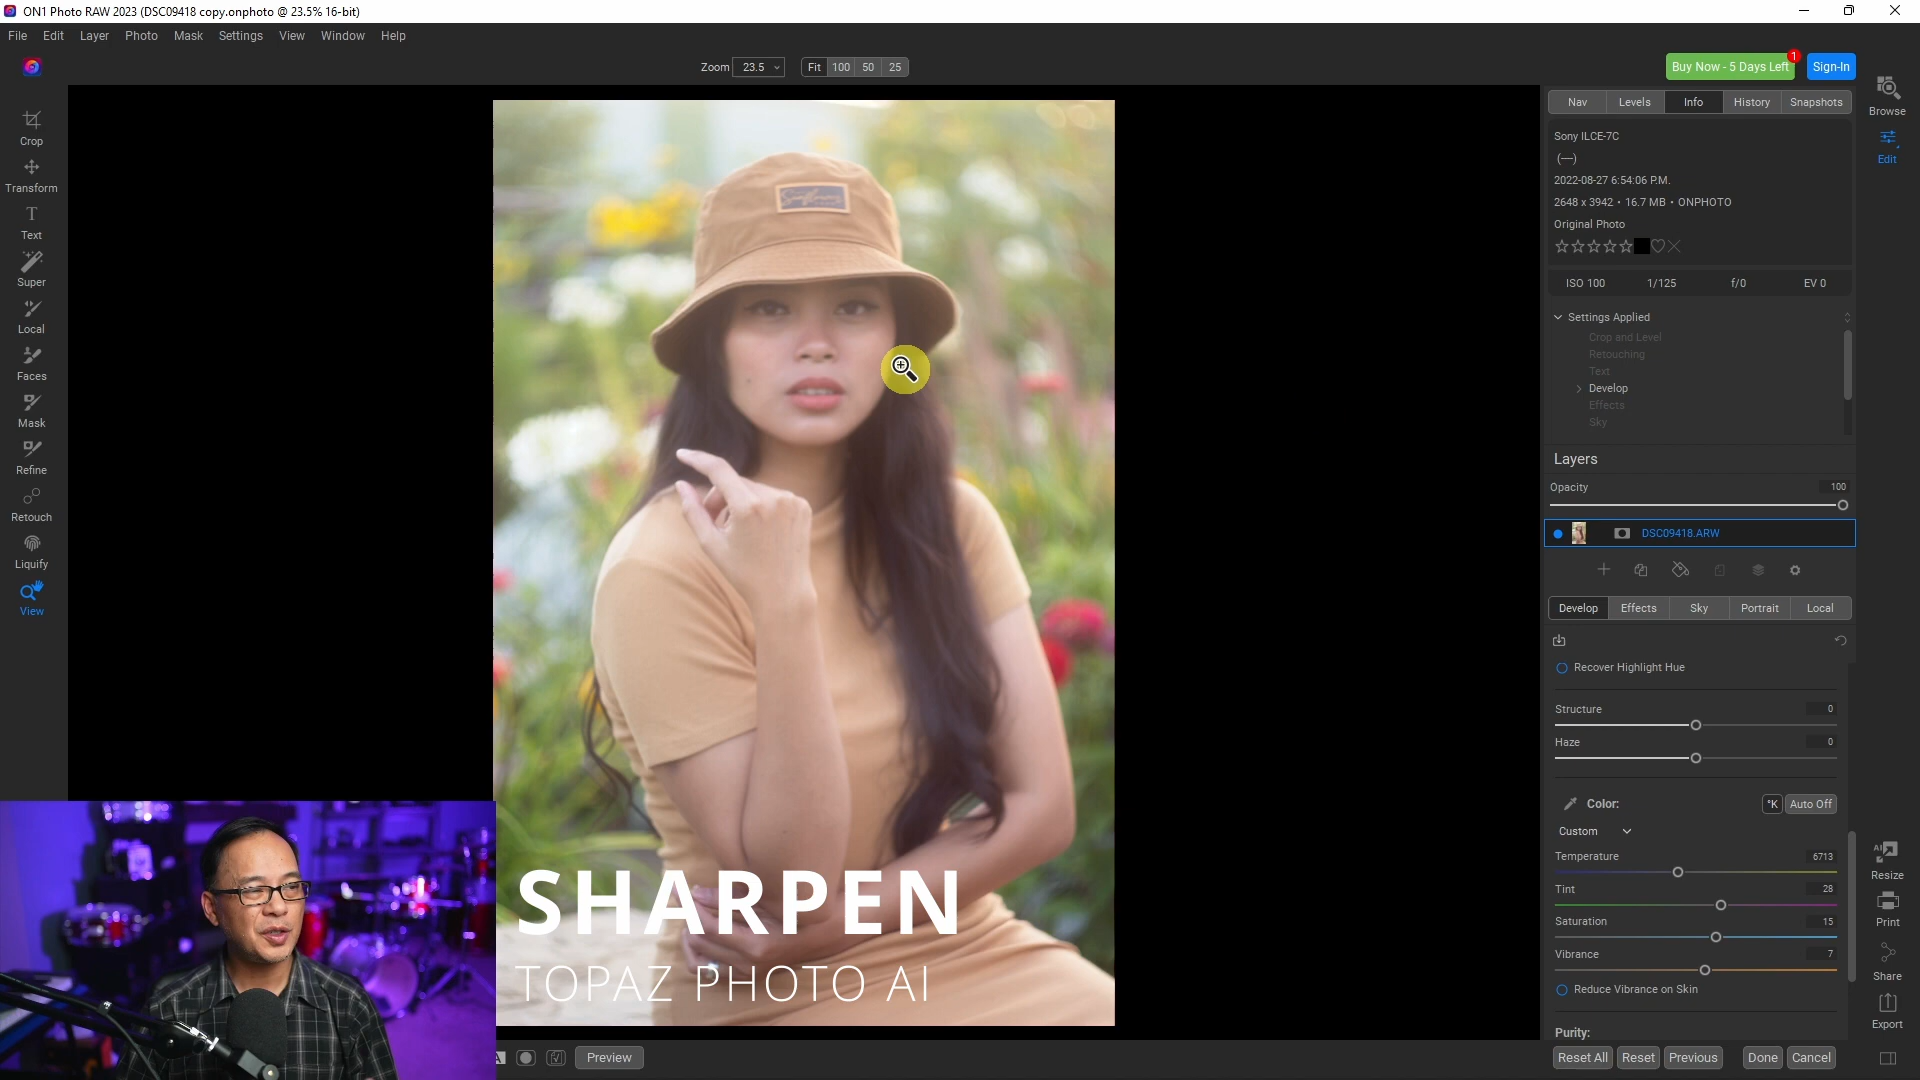 ON1 Photo RAW 2023 (DSC09418 copy.onphoto @ 23.5% 16-bit)
File Edit Layer Photo Mask Settings View Window Help
Zoom 23.5 Fit 100 50 25
Buy Now - 5 Days Left 1 Sign-In
Crop
Transform
Text
Super
Local
Faces
Mask
Refine
Retouch
Liquify
View
SHARPEN
TOPAZ PHOTO AI
Preview
Nav Levels Info History Snapshots
Sony ILCE-7C
(—)
2022-08-27 6:54:06 P.M.
2648 x 3942 • 16.7 MB • ONPHOTO
Original Photo
ISO 100 1/125 f/0 EV 0
Settings Applied
Crop and Level
Retouching
Text
Develop
Effects
Sky
Layers
Opacity 100
DSC09418.ARW
Develop Effects Sky Portrait Local
Recover Highlight Hue
Structure 0
Haze 0
Color: °K Auto Off
Custom
Temperature 6713
Tint 28
Saturation 15
Vibrance 7
Reduce Vibrance on Skin
Purity:
Reset All Reset Previous Done Cancel
Browse
Edit
AI
Resize
Print
Share
Export